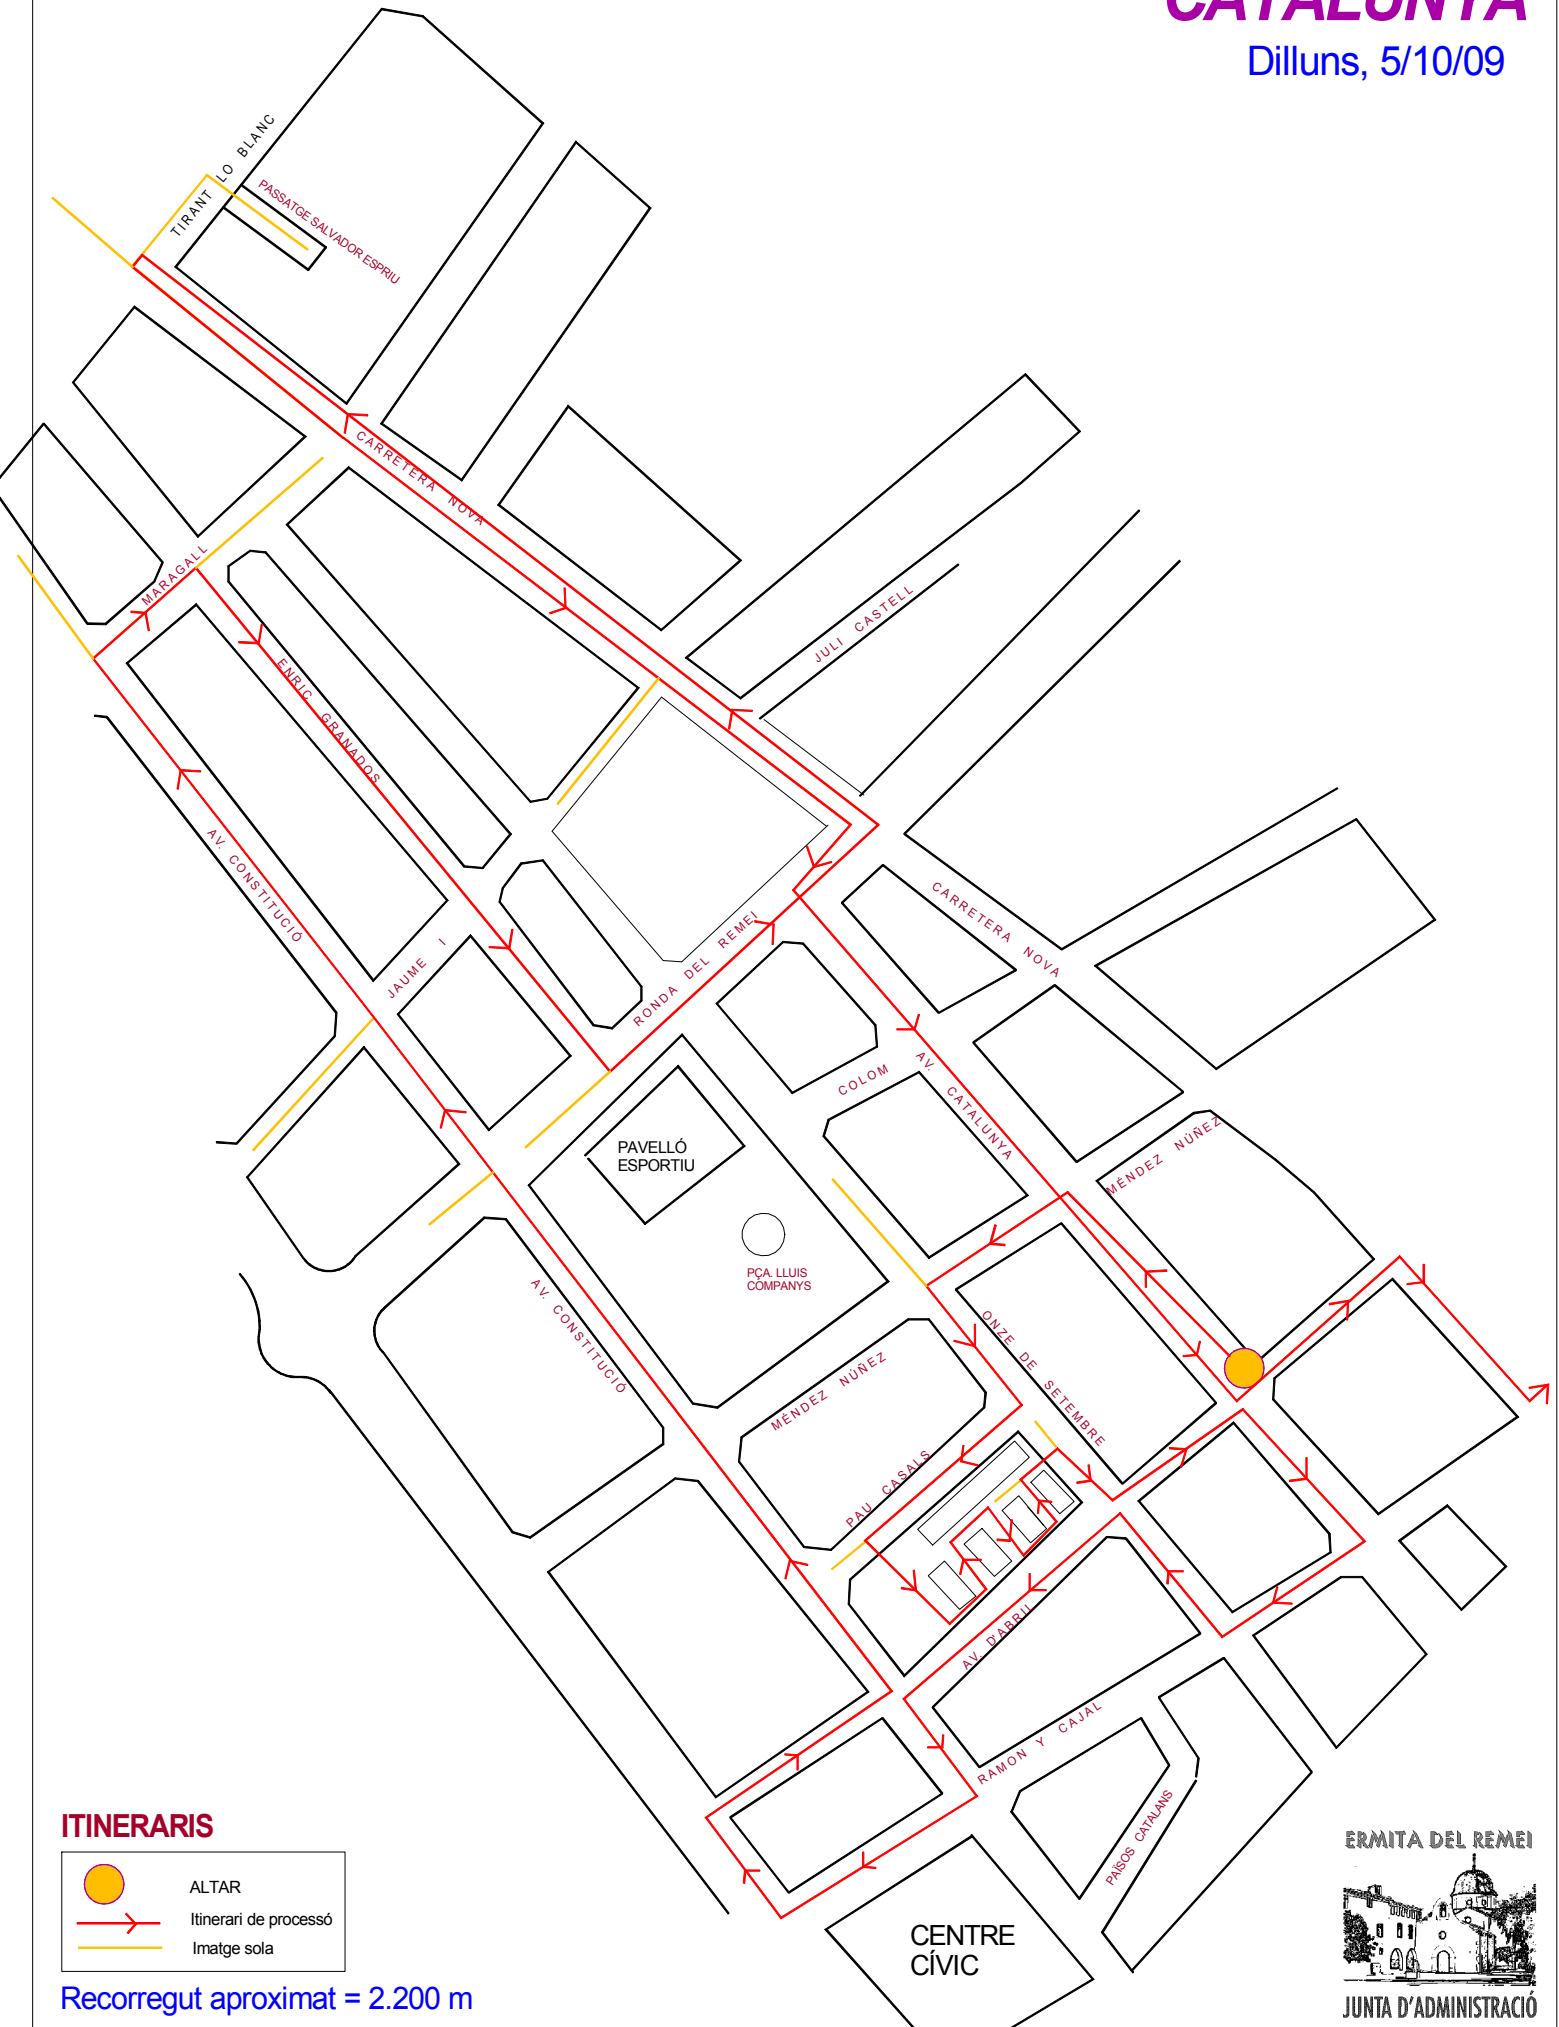 CATALUNYA
Dilluns, 5/10/09
TIRANT LO BLANC
PASSATGE SALVADOR ESPRIU
CARRETERA NOVA
MARAGALL
JULI CASTELL
ENRIC GRANADOS
AV. CONSTITUCIÓ
JAUME I
RONDA DEL REMEI
CARRETERA NOVA
COLOM
AV. CATALUNYA
MÉNDEZ NÚÑEZ
PAVELLÓ
ESPORTIU
PÇA. LLUIS
COMPANYS
AV. CONSTITUCIÓ
ONZE DE SETEMBRE
MÉNDEZ NÚÑEZ
PAU CASALS
AV. D'ABRIL
RAMON Y CAJAL
PAÏSOS CATALANS
CENTRE
CÍVIC
ITINERARIS
ALTAR
Itinerari de processó
Imatge sola
Recorregut aproximat = 2.200 m
ERMITA DEL REMEI
JUNTA D'ADMINISTRACIÓ